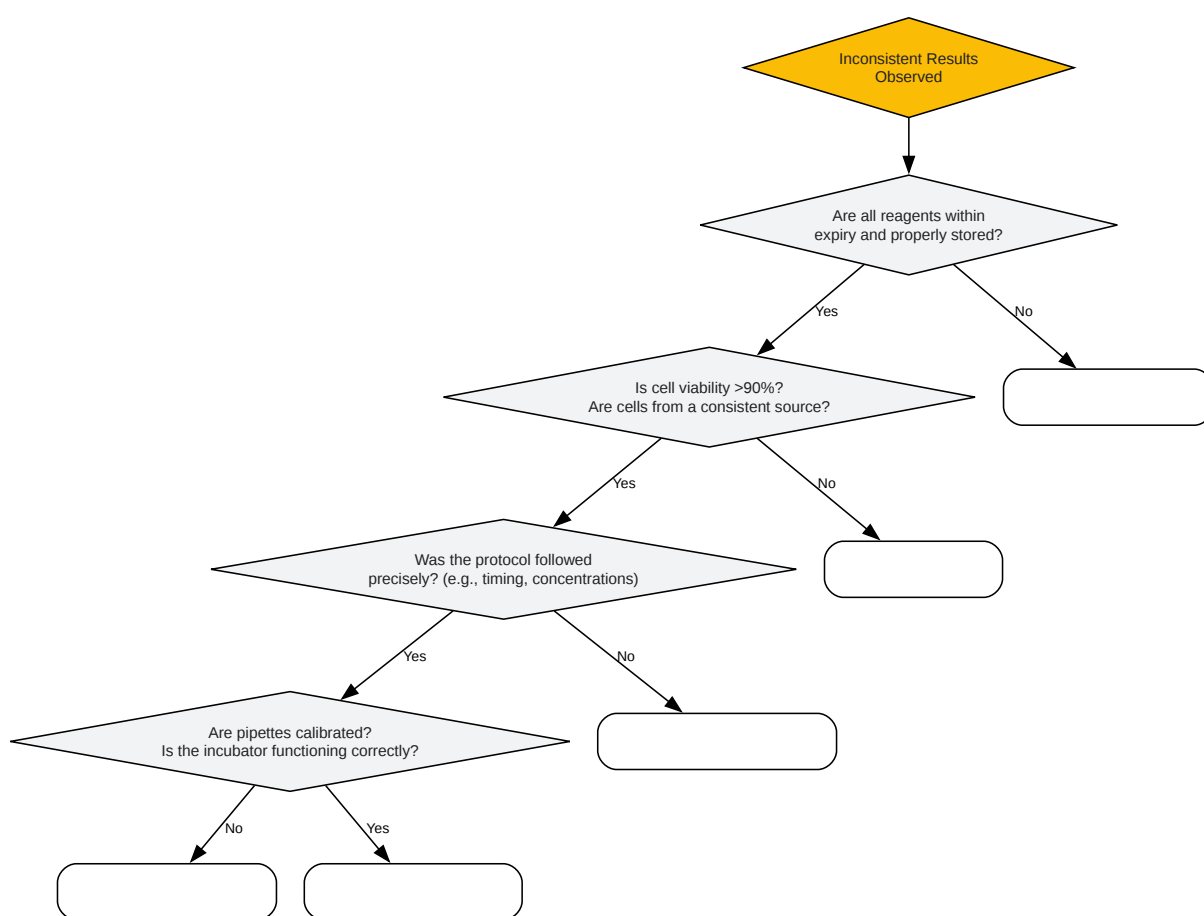 Inconsistent Results
Observed
Are all reagents within
expiry and properly stored?
Yes
No
Is cell viability >90%?
Are cells from a consistent source?
Yes
No
Was the protocol followed
precisely? (e.g., timing, concentrations)
Yes
No
Are pipettes calibrated?
Is the incubator functioning correctly?
No
Yes